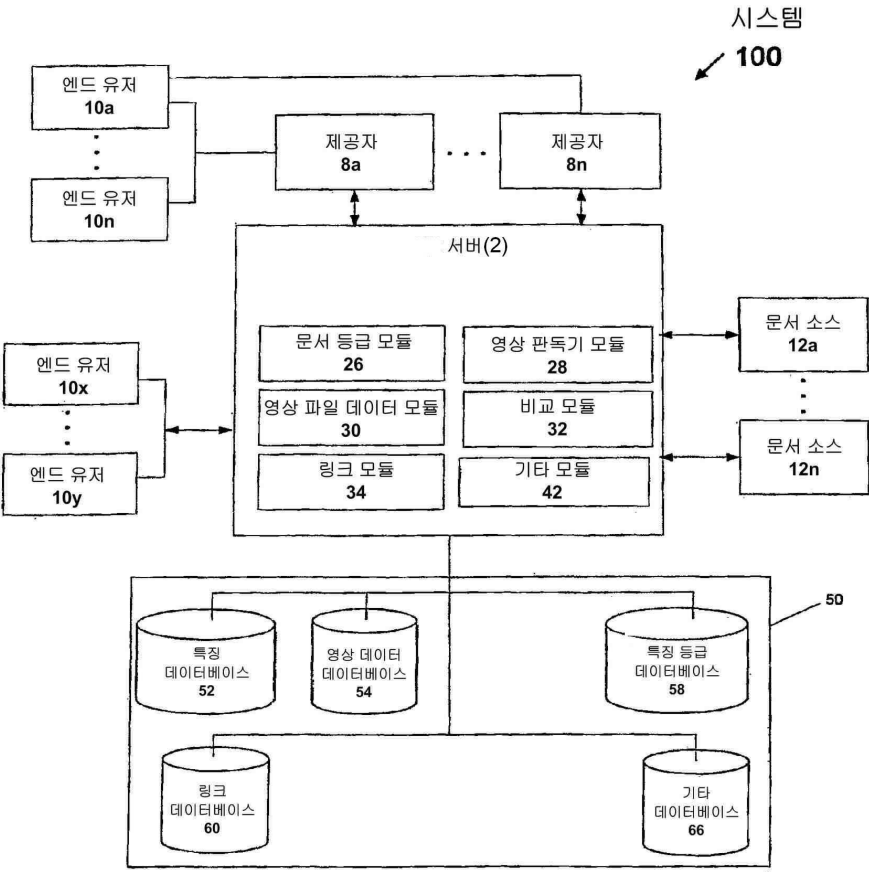 시스템
100
엔드 유저
10a
엔드 유저
10n
제공자
8a
제공자
8n
서버(2)
문서 등급 모듈
26
영상 판독기 모듈
28
영상 파일 데이터 모듈
30
비교 모듈
32
링크 모듈
34
기타 모듈
42
엔드 유저
10x
엔드 유저
10y
문서 소스
12a
문서 소스
12n
50
특징
데이터베이스
52
영상 데이터
데이터베이스
54
특징 등급
데이터베이스
58
링크
데이터베이스
60
기타
데이터베이스
66